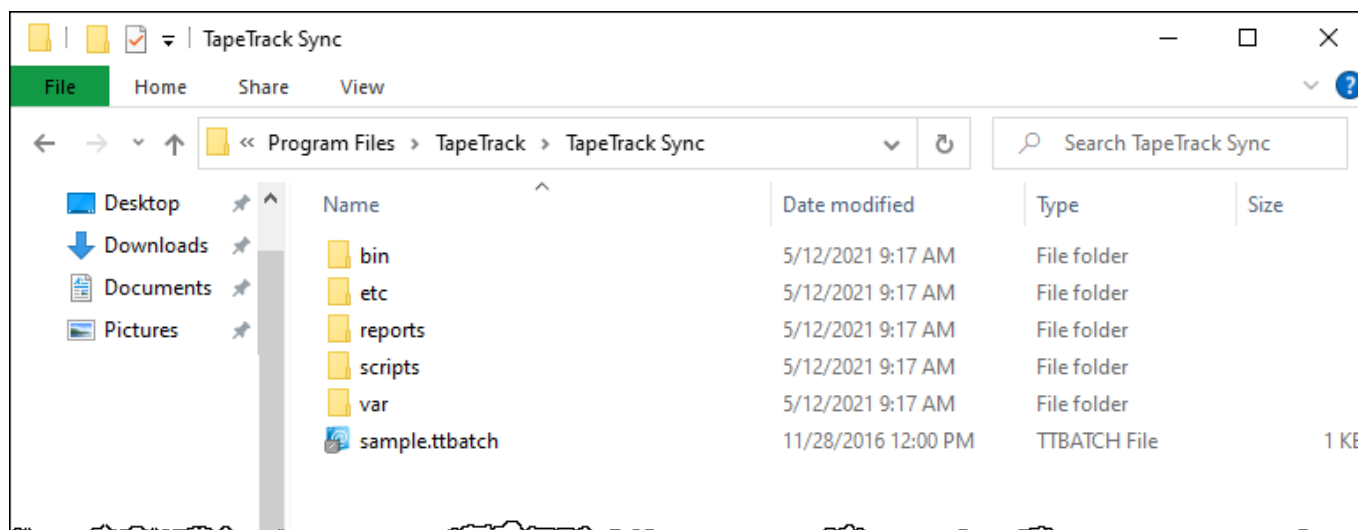 TapeTrack Sync
File Home Share View ?
« Program Files > TapeTrack > TapeTrack Sync Search TapeTrack Sync
Desktop
Downloads
Documents
Pictures
Name Date modified Type Size
bin 5/12/2021 9:17 AM File folder
etc 5/12/2021 9:17 AM File folder
reports 5/12/2021 9:17 AM File folder
scripts 5/12/2021 9:17 AM File folder
var 5/12/2021 9:17 AM File folder
sample.ttbatch 11/28/2016 12:00 PM TTBATCH File 1